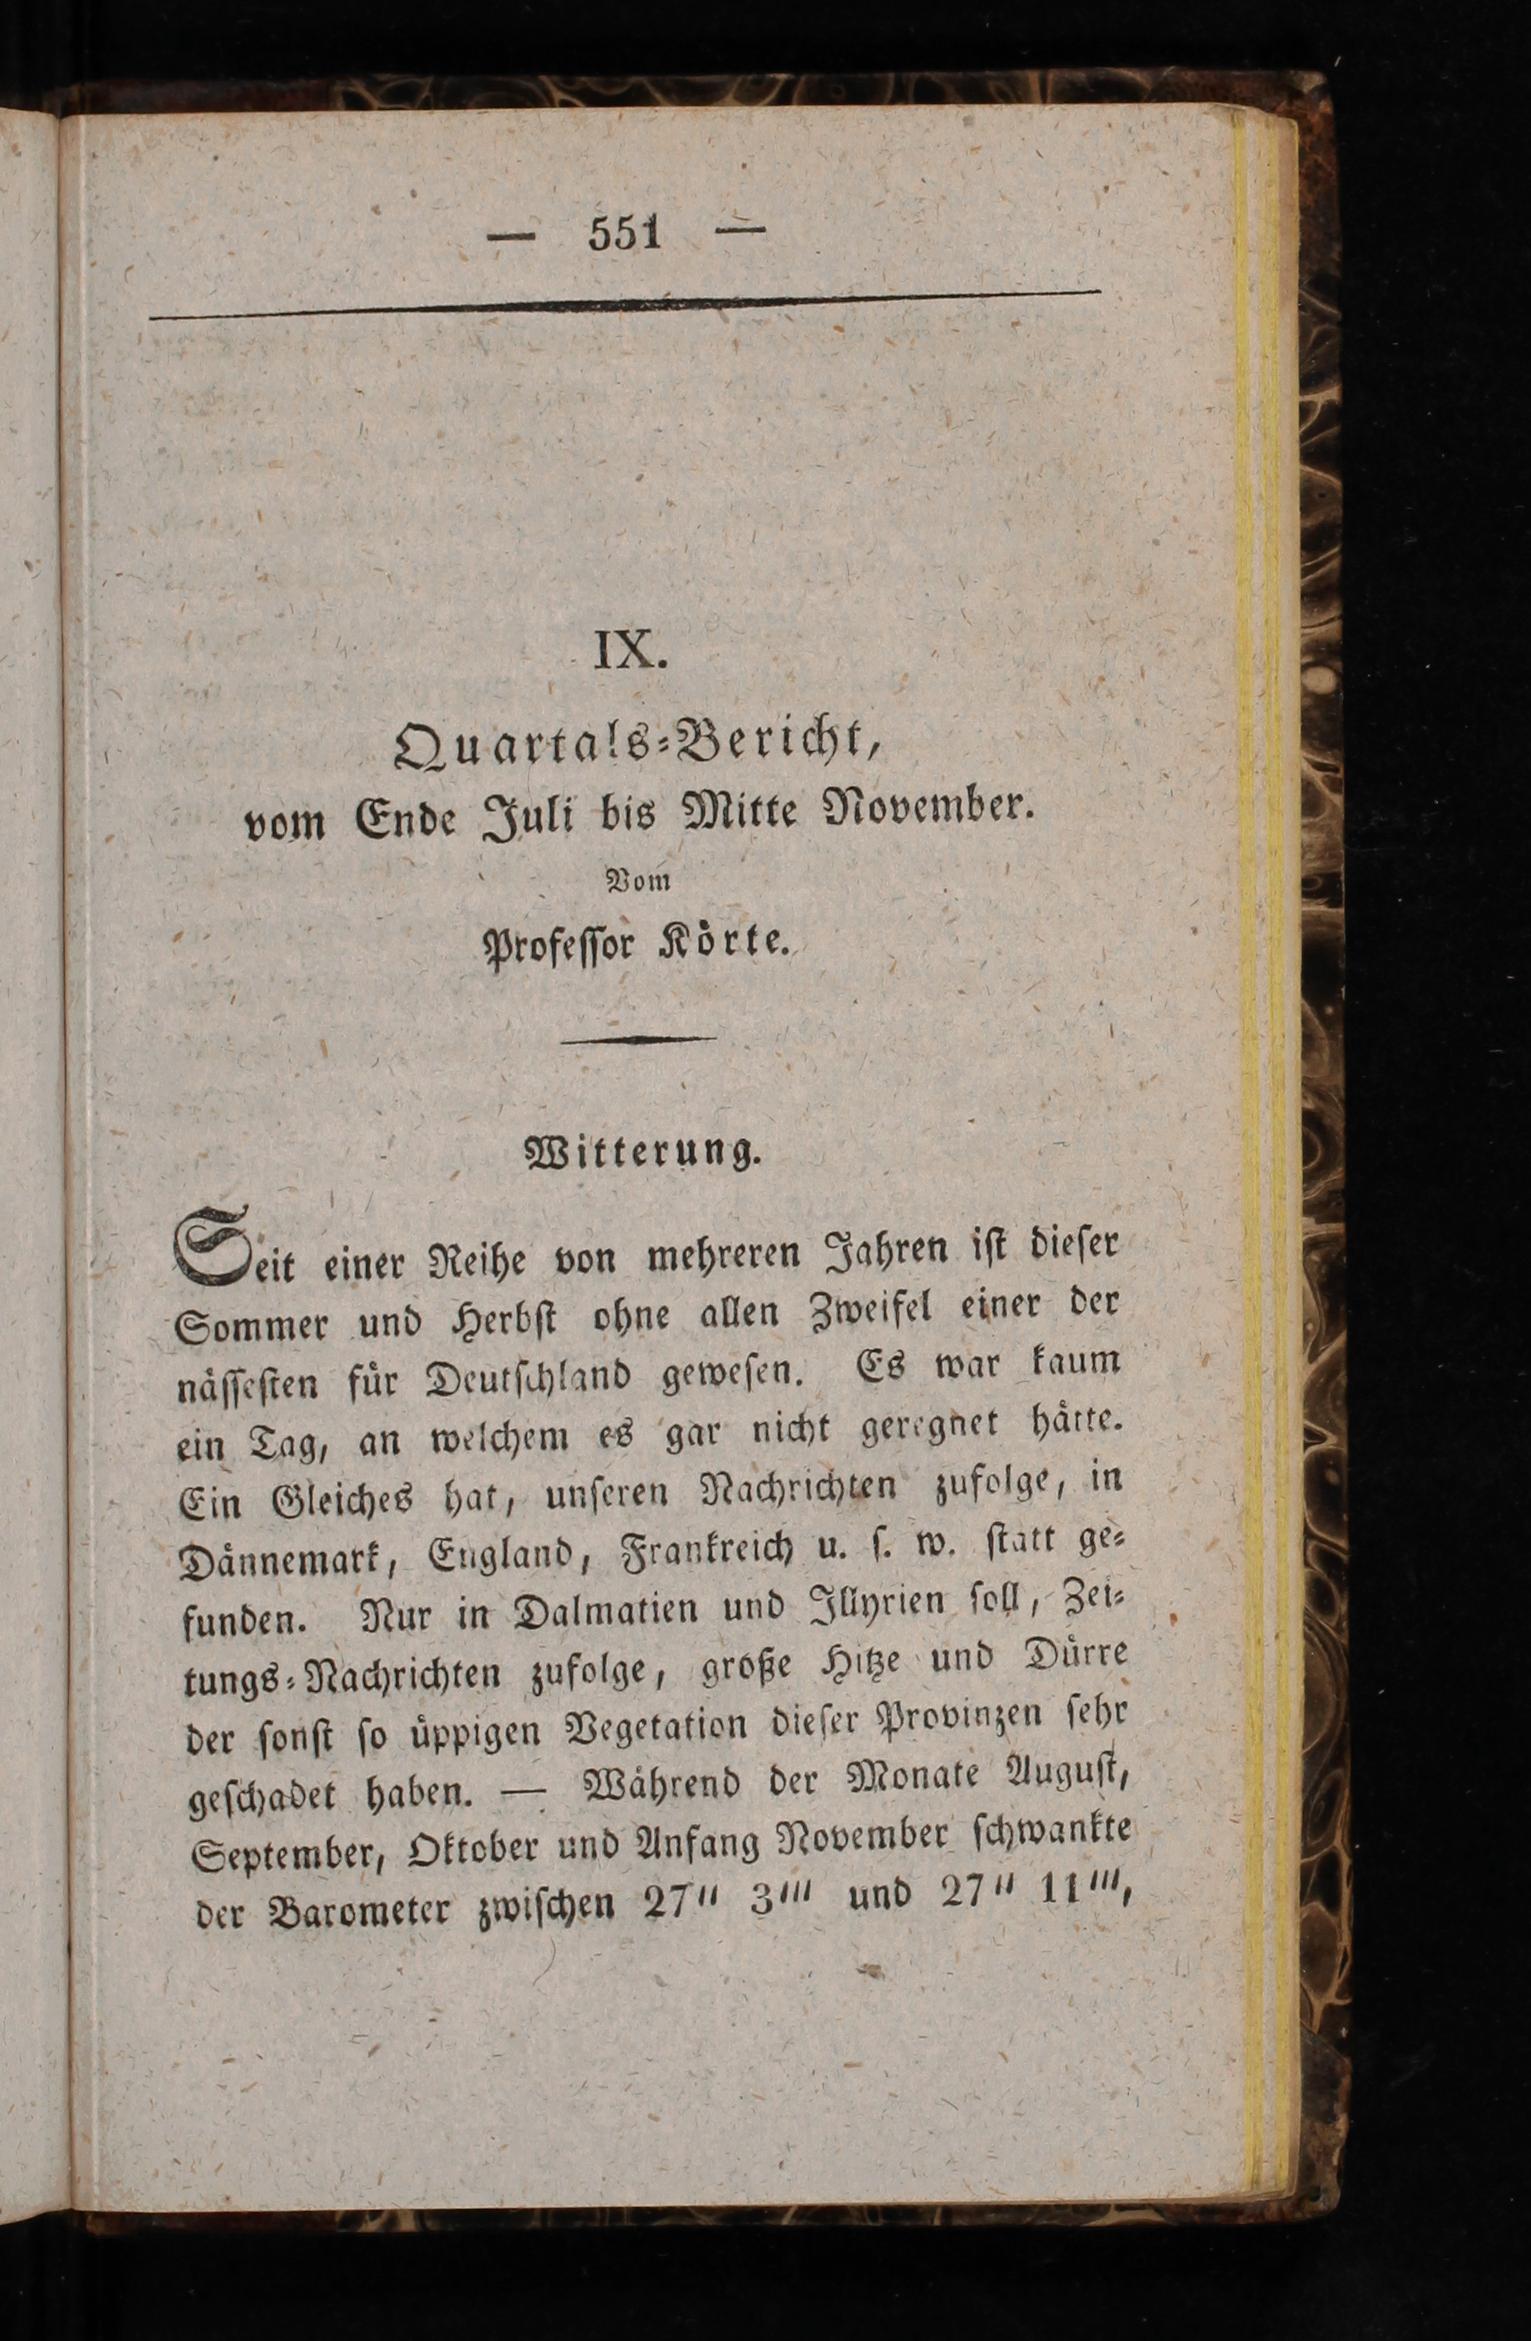 — 551 —
IX.
Quartals-Bericht,
vom Ende Juli bis Mitte November.
Vom
Professor Körte.
Witterung.
Seit einer Reihe von mehreren Jahren ist dieser
Sommer und Herbst ohne allen Zweifel einer der
nässesten für Deutschland gewesen. Es war kaum
ein Tag, an welchem es gar nicht geregnet hätte.
Ein Gleiches hat, unseren Nachrichten zufolge, in
Dännemark, England, Frankreich u. s. w. statt ge-
funden. Nur in Dalmatien und Illyrien soll, Zei-
tungs-Nachrichten zufolge, große Hitze und Dürre
der sonst so üppigen Vegetation dieser Provinzen sehr
geschadet haben. — Während der Monate August,
September, Oktober und Anfang November schwankte
der Barometer zwischen 27" 3''' und 27" 11''',